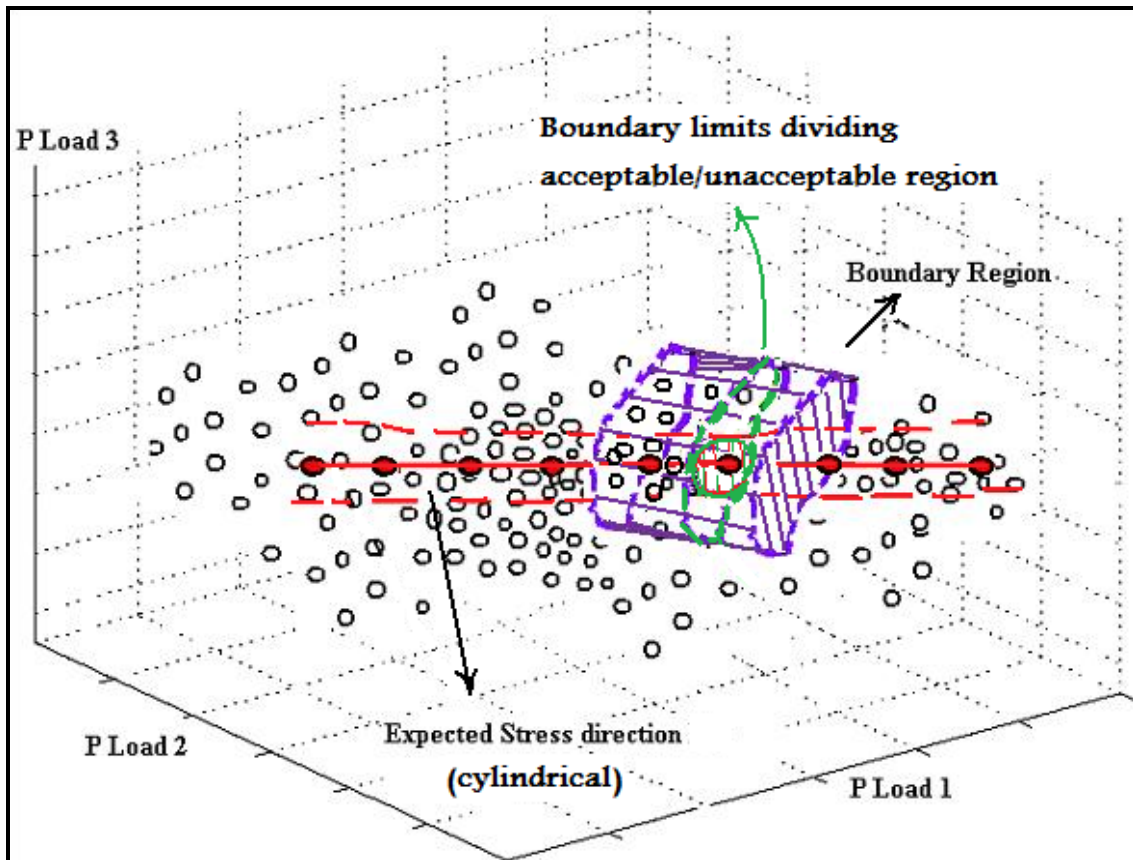 P Load 3
Boundary limits dividing
acceptable/unacceptable region
Boundary Region
P Load 2
Expected Stress direction
(cylindrical)
P Load 1